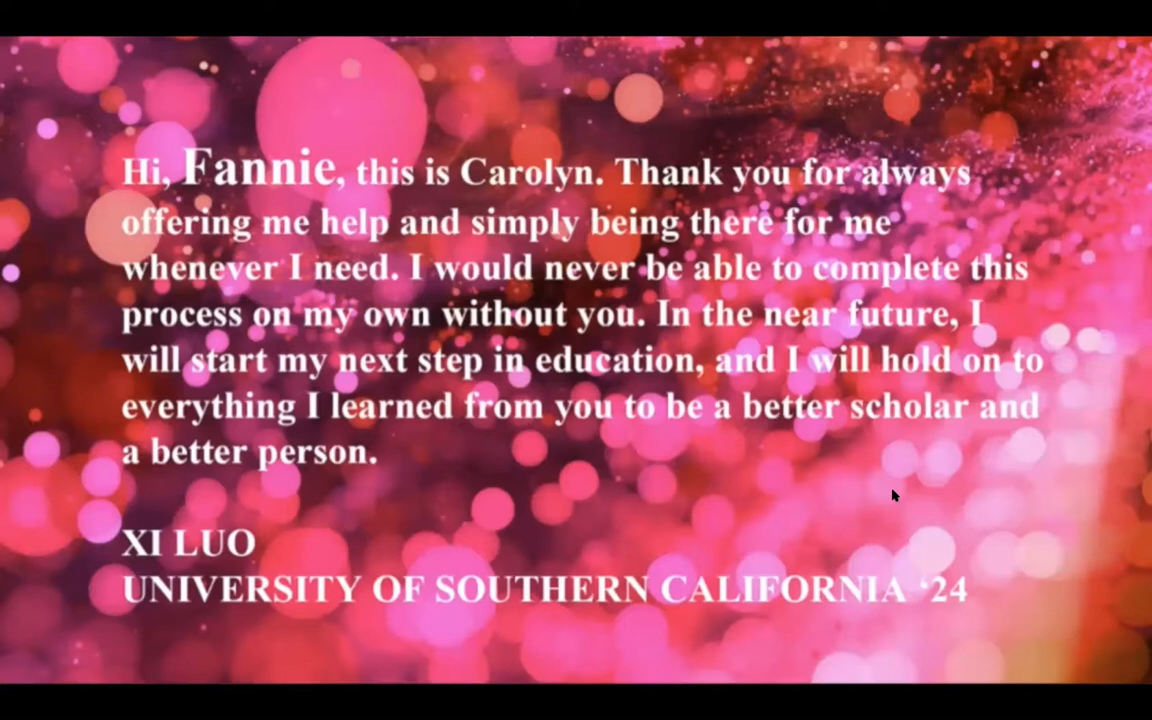 Hi, Fannie, this is Carolyn. Thank you for always
offering me help and simply being there for me
whenever I need. I would never be able to complete this
process on my own without you. In the near future, I
will start my next step in education, and I will hold on to
everything I learned from you to be a better scholar and
a better person.
XI LUO
UNIVERSITY OF SOUTHERN CALIFORNIA ‘24